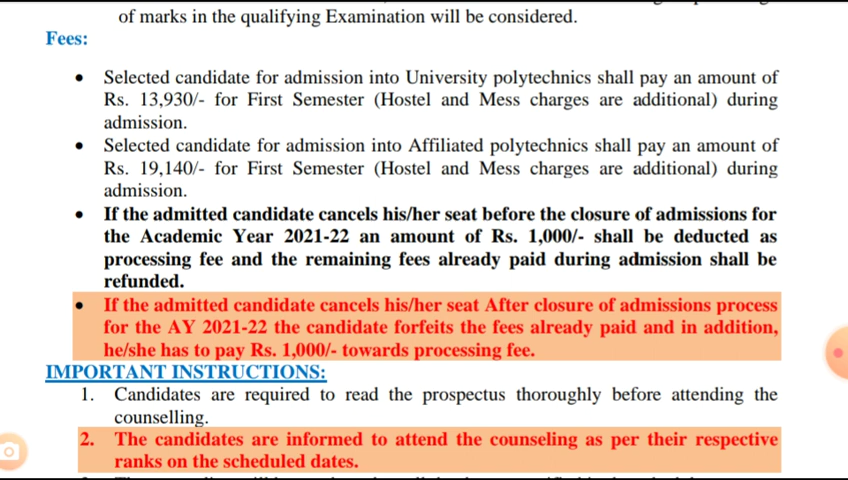 of marks in the qualifying Examination will be considered.
Fees:
• Selected candidate for admission into University polytechnics shall pay an amount of
Rs. 13,930/- for First Semester (Hostel and Mess charges are additional) during
admission.
• Selected candidate for admission into Affiliated polytechnics shall pay an amount of
Rs. 19,140/- for First Semester (Hostel and Mess charges are additional) during
admission.
• If the admitted candidate cancels his/her seat before the closure of admissions for
the Academic Year 2021-22 an amount of Rs. 1,000/- shall be deducted as
processing fee and the remaining fees already paid during admission shall be
refunded.
• If the admitted candidate cancels his/her seat After closure of admissions process
for the AY 2021-22 the candidate forfeits the fees already paid and in addition,
he/she has to pay Rs. 1,000/- towards processing fee.
IMPORTANT INSTRUCTIONS:
1. Candidates are required to read the prospectus thoroughly before attending the
counselling.
2. The candidates are informed to attend the counseling as per their respective
ranks on the scheduled dates.